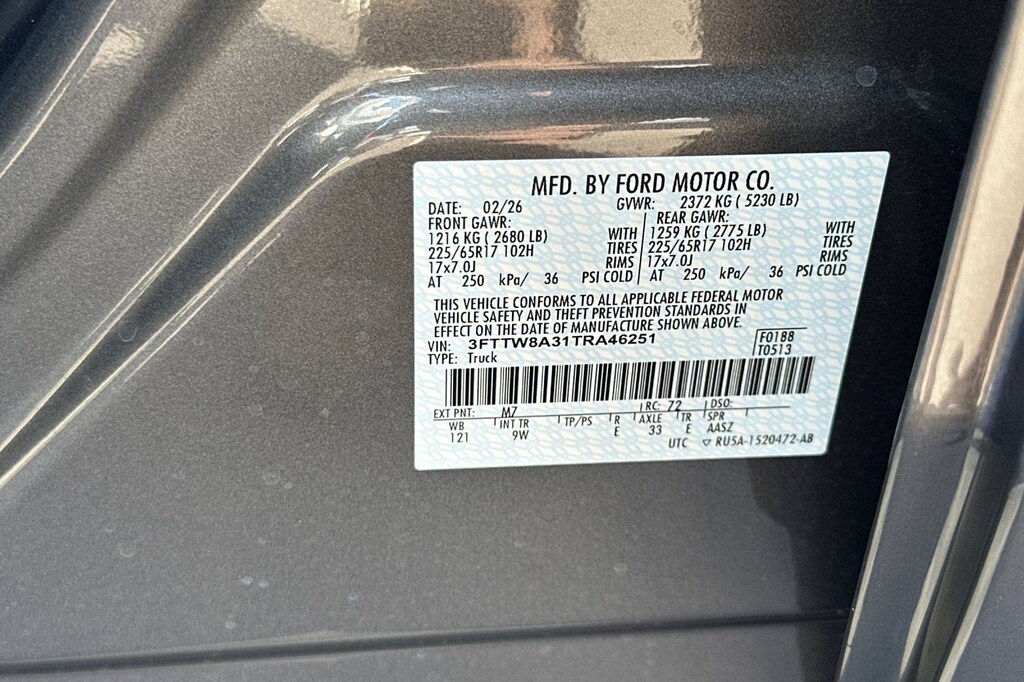 MFD. BY FORD MOTOR CO.
DATE: 02/26 GVWR: 2372 KG ( 5230 LB)
FRONT GAWR: REAR GAWR:
1216 KG ( 2680 LB) WITH 1259 KG ( 2775 LB) WITH
225/65R17 102H TIRES 225/65R17 102H TIRES
17x7.0J RIMS 17x7.0J RIMS
AT 250 kPa/ 36 PSI COLD AT 250 kPa/ 36 PSI COLD
THIS VEHICLE CONFORMS TO ALL APPLICABLE FEDERAL MOTOR
VEHICLE SAFETY AND THEFT PREVENTION STANDARDS IN
EFFECT ON THE DATE OF MANUFACTURE SHOWN ABOVE.
VIN: 3FTTW8A31TRA46251 F0188
TYPE: Truck T0513
EXT PNT: M7 RC: 72 DSO:
WB INT TR TP/PS R AXLE TR SPR
121 9W E 33 E AASZ
UTC ▽ RU5A-1520472-AB